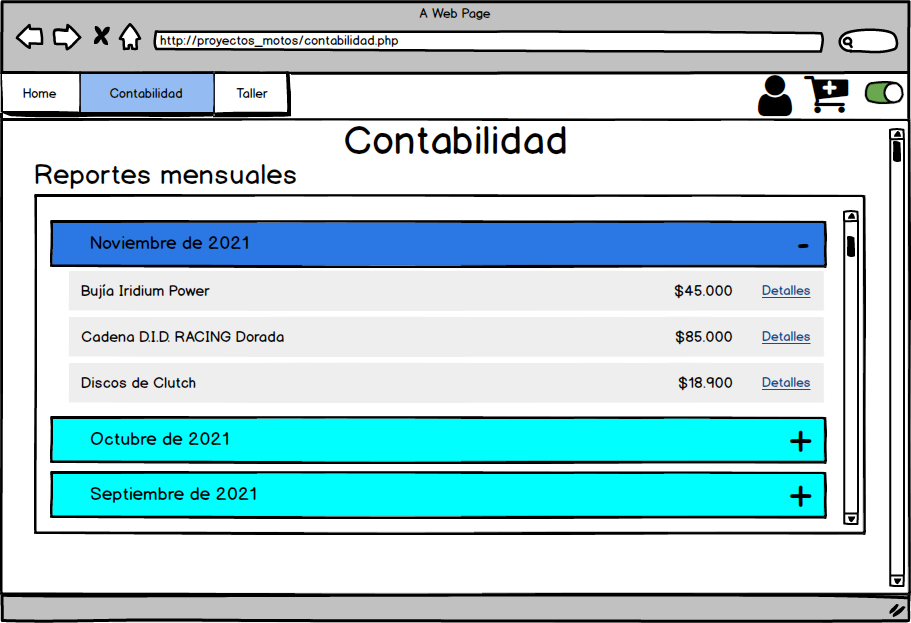 A Web Page
http://proyectos_motos/contabilidad.php
Home Contabilidad Taller
Contabilidad
Reportes mensuales
Noviembre de 2021 -
Bujía Iridium Power $45.000 Detalles
Cadena D.I.D. RACING Dorada $85.000 Detalles
Discos de Clutch $18.900 Detalles
Octubre de 2021 +
Septiembre de 2021 +